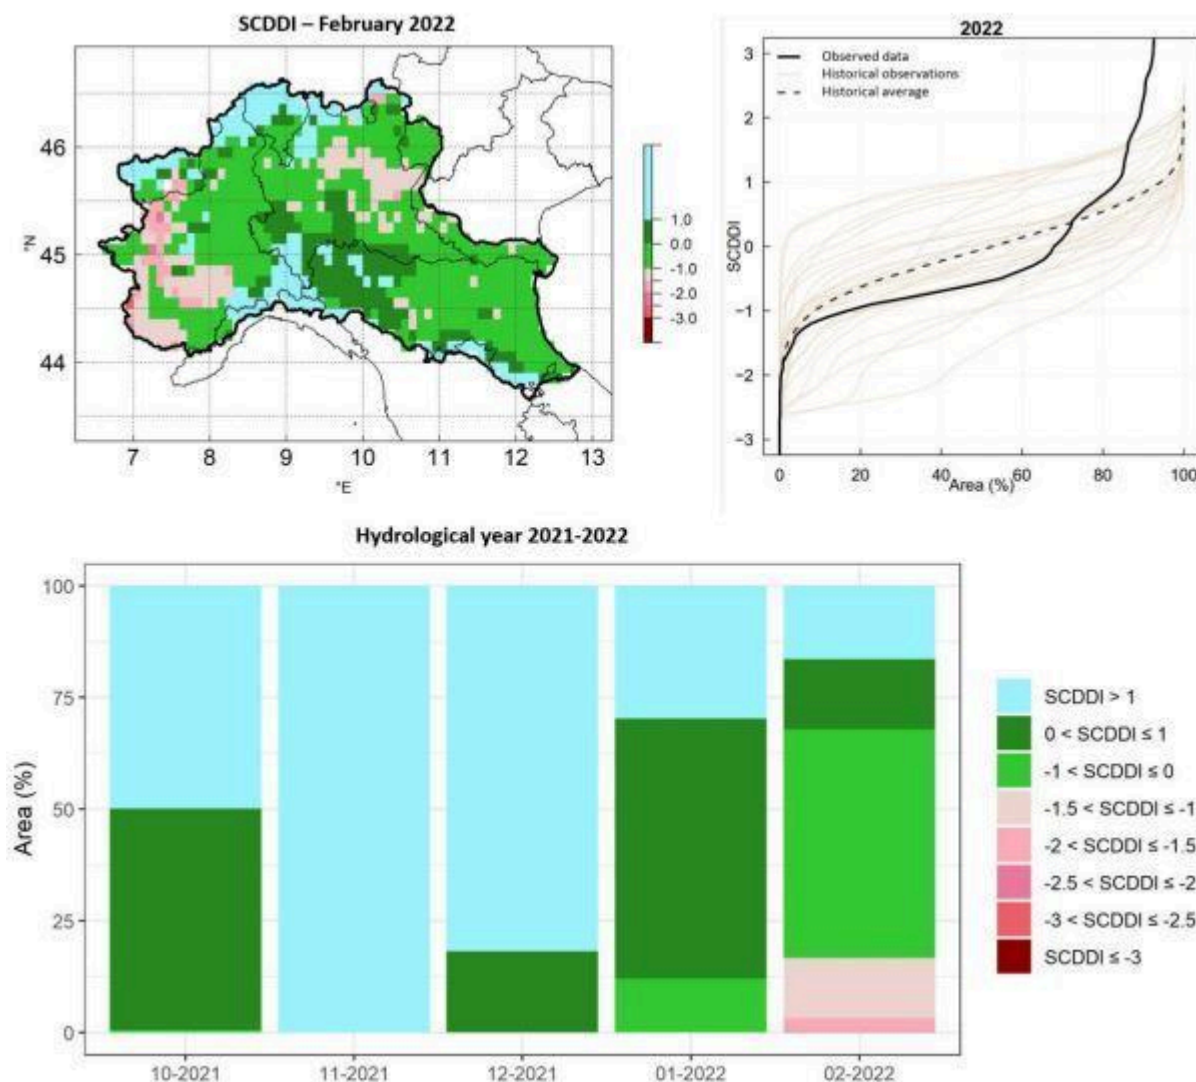 SCDDI – February 2022
46
45
44
°N
7 8 9 10 11 12 13
°E
1.0
0.0
-1.0
-2.0
-3.0
2022
Observed data
Historical observations
Historical average
3
2
1
0
−1
−2
−3
SCDDI
0 20 40 60 80 100
Area (%)
Hydrological year 2021-2022
100
75
50
25
0
Area (%)
10-2021 11-2021 12-2021 01-2022 02-2022
SCDDI > 1
0 < SCDDI ≤ 1
-1 < SCDDI ≤ 0
-1.5 < SCDDI ≤ -1
-2 < SCDDI ≤ -1.5
-2.5 < SCDDI ≤ -2
-3 < SCDDI ≤ -2.5
SCDDI ≤ -3